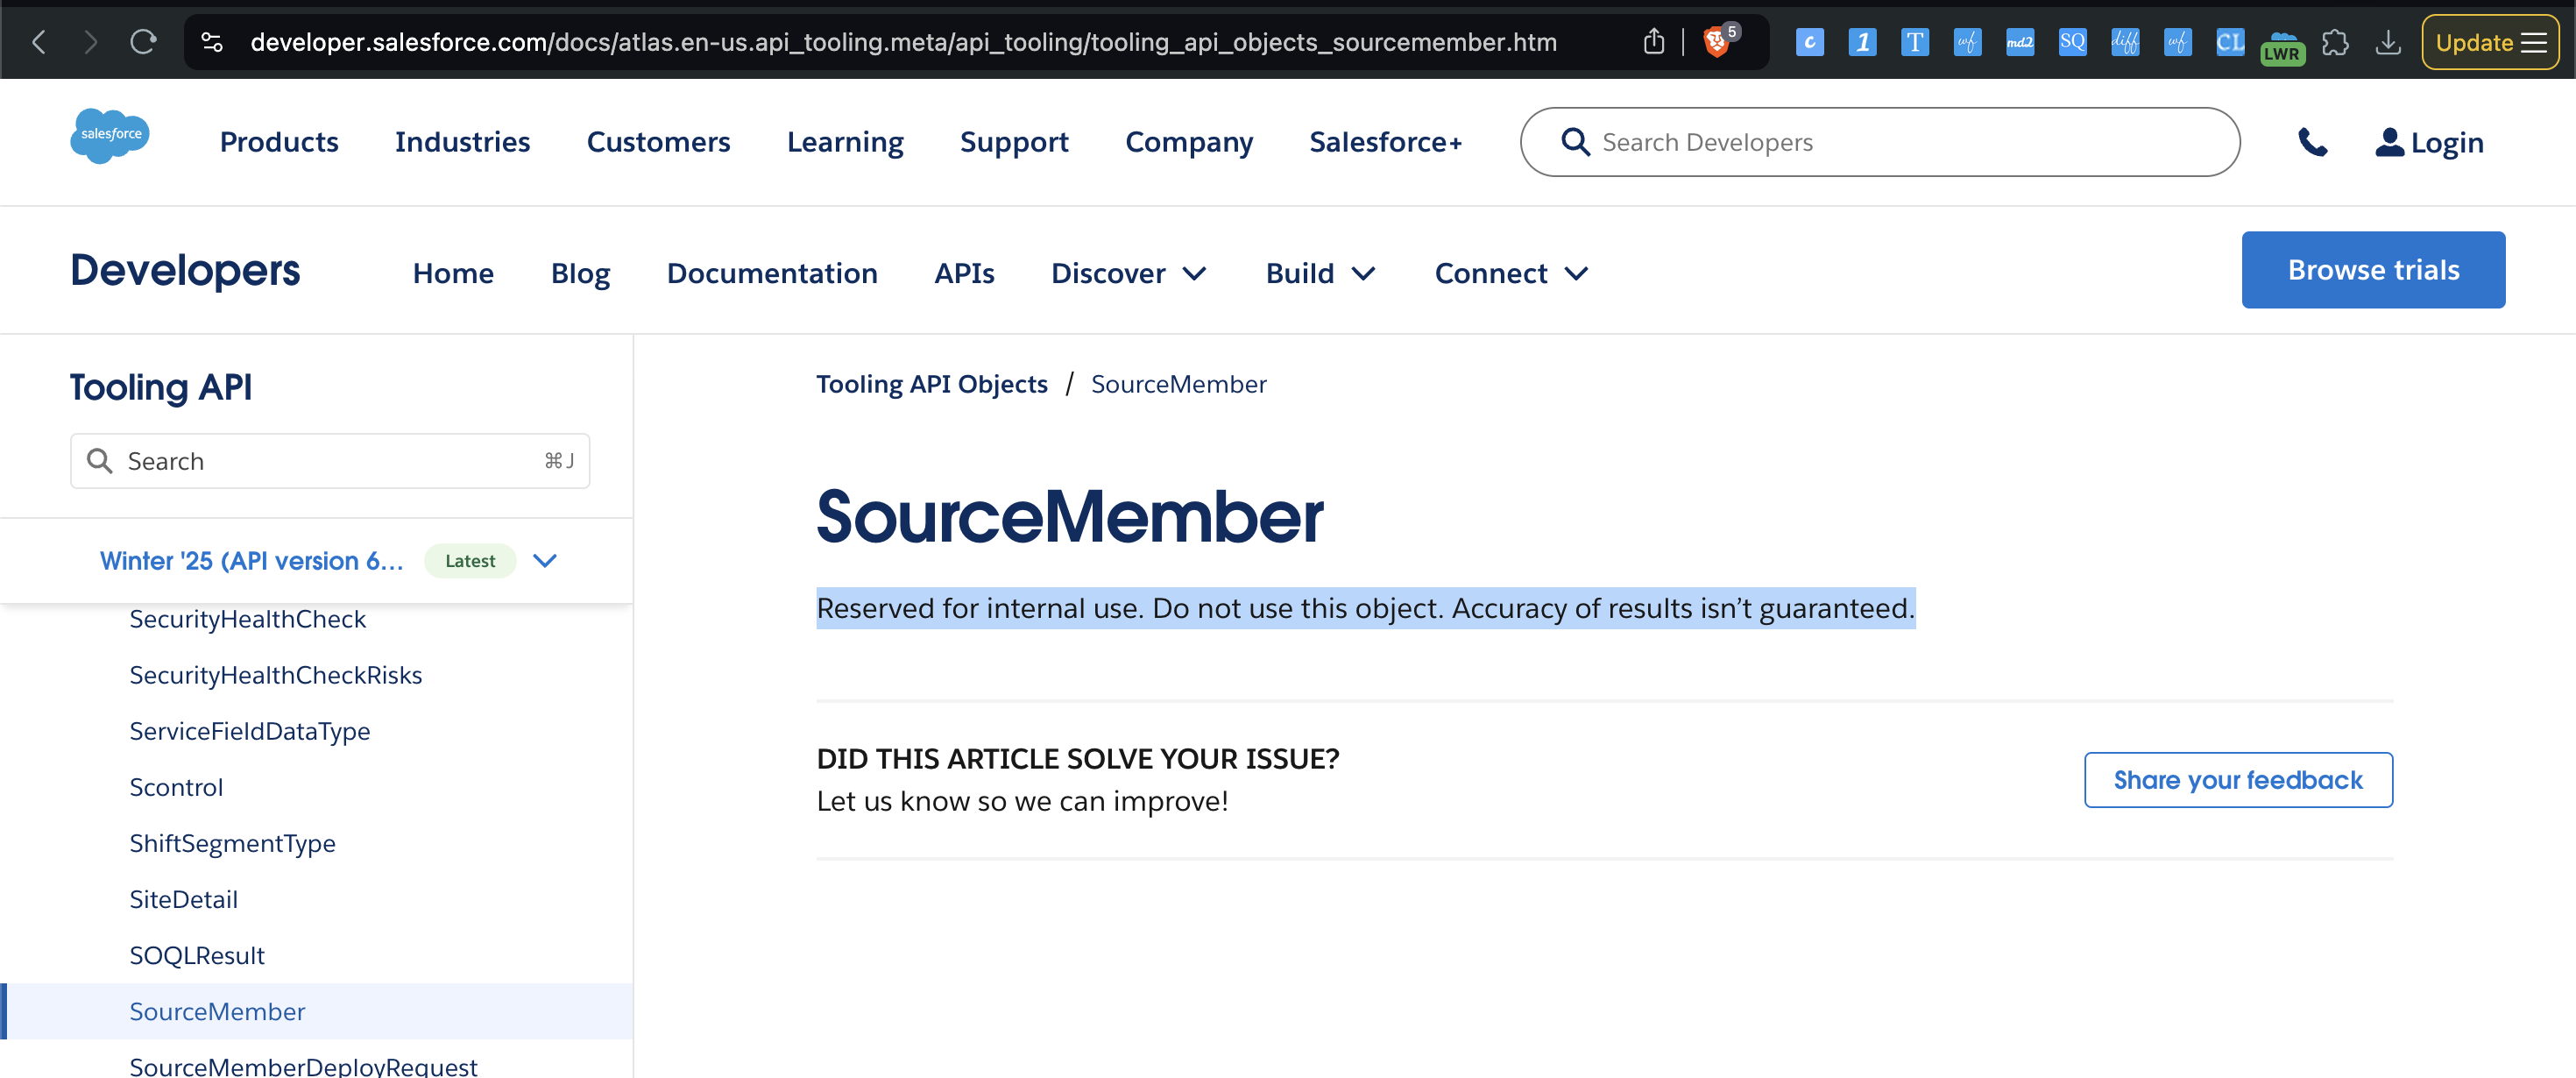 developer.salesforce.com/docs/atlas.en-us.api_tooling.meta/api_tooling/tooling_api_objects_sourcemember.htm
5
c
1
T
wf
md2
SQ
diff
wf
CL
LWR
Update
salesforce
Products
Industries
Customers
Learning
Support
Company
Salesforce+
Search Developers
Login
Developers
Home
Blog
Documentation
APIs
Discover
Build
Connect
Browse trials
Tooling API
Search
⌘J
Winter '25 (API version 6...
Latest
SecurityHealthCheck
SecurityHealthCheckRisks
ServiceFieldDataType
Scontrol
ShiftSegmentType
SiteDetail
SOQLResult
SourceMember
SourceMemberDeployRequest
Tooling API Objects / SourceMember
SourceMember
Reserved for internal use. Do not use this object. Accuracy of results isn’t guaranteed.
DID THIS ARTICLE SOLVE YOUR ISSUE?
Let us know so we can improve!
Share your feedback